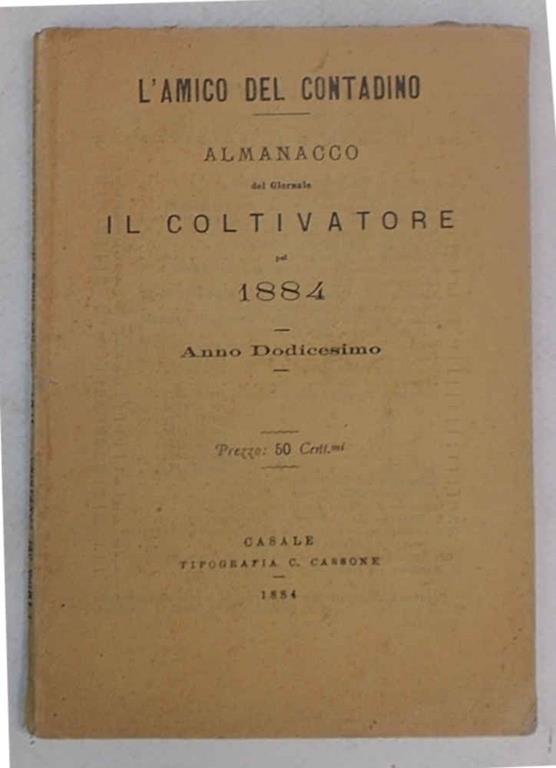 L'AMICO DEL CONTADINO
ALMANACCO
del Giornale
IL COLTIVATORE
pel
1884
Anno Dodicesimo
Prezzo: 50 Cent.mi
CASALE
TIPOGRAFIA C. CASSONE
1884